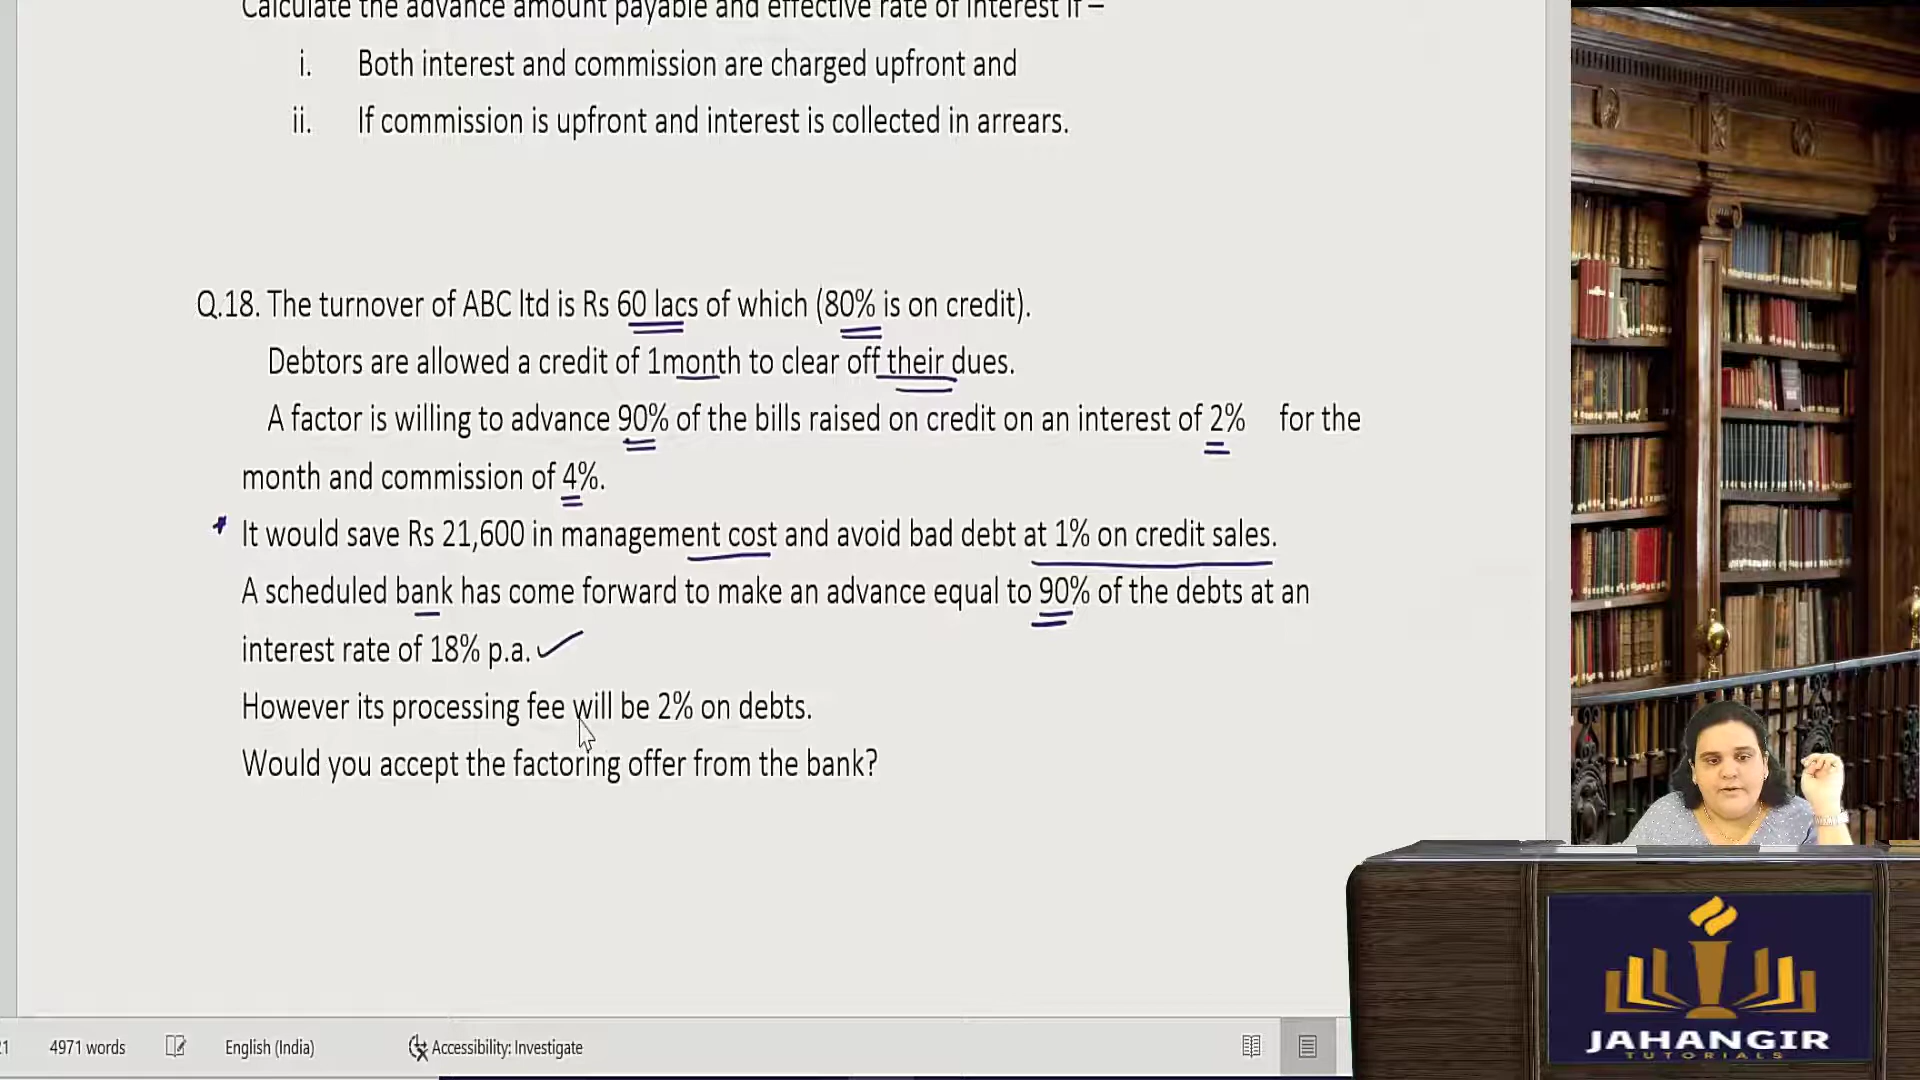 Calculate the advance amount payable and effective rate of interest if –
i. Both interest and commission are charged upfront and
ii. If commission is upfront and interest is collected in arrears.
Q.18. The turnover of ABC ltd is Rs 60 lacs of which (80% is on credit).
Debtors are allowed a credit of 1month to clear off their dues.
A factor is willing to advance 90% of the bills raised on credit on an interest of 2% for the
month and commission of 4%.
It would save Rs 21,600 in management cost and avoid bad debt at 1% on credit sales.
A scheduled bank has come forward to make an advance equal to 90% of the debts at an
interest rate of 18% p.a.
However its processing fee will be 2% on debts.
Would you accept the factoring offer from the bank?
4971 words English (India) Accessibility: Investigate
JAHANGIR
TUTORIALS